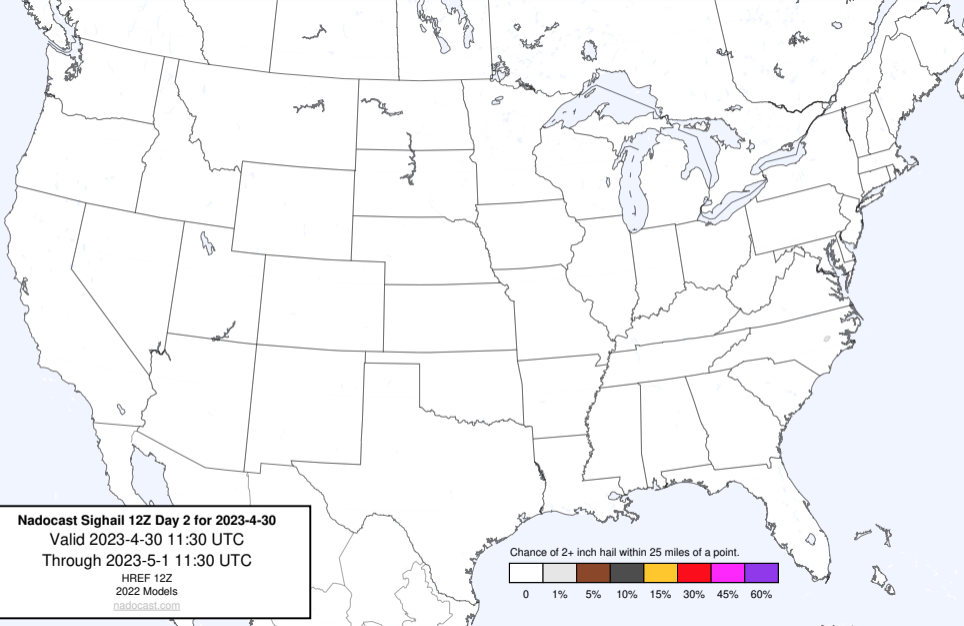 Nadocast Sighail 12Z Day 2 for 2023-4-30
Valid 2023-4-30 11:30 UTC
Through 2023-5-1 11:30 UTC
HREF 12Z
2022 Models
nadocast.com
Chance of 2+ inch hail within 25 miles of a point.
0 1% 5% 10% 15% 30% 45% 60%